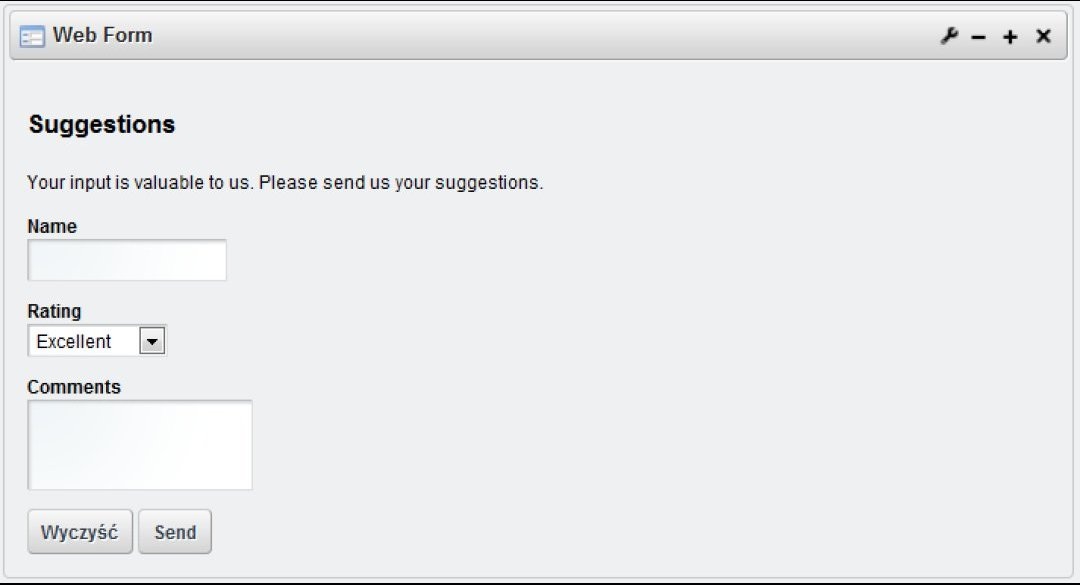 Web Form
Suggestions
Your input is valuable to us. Please send us your suggestions.
Name
Rating
Excellent
Comments
Wyczyść Send